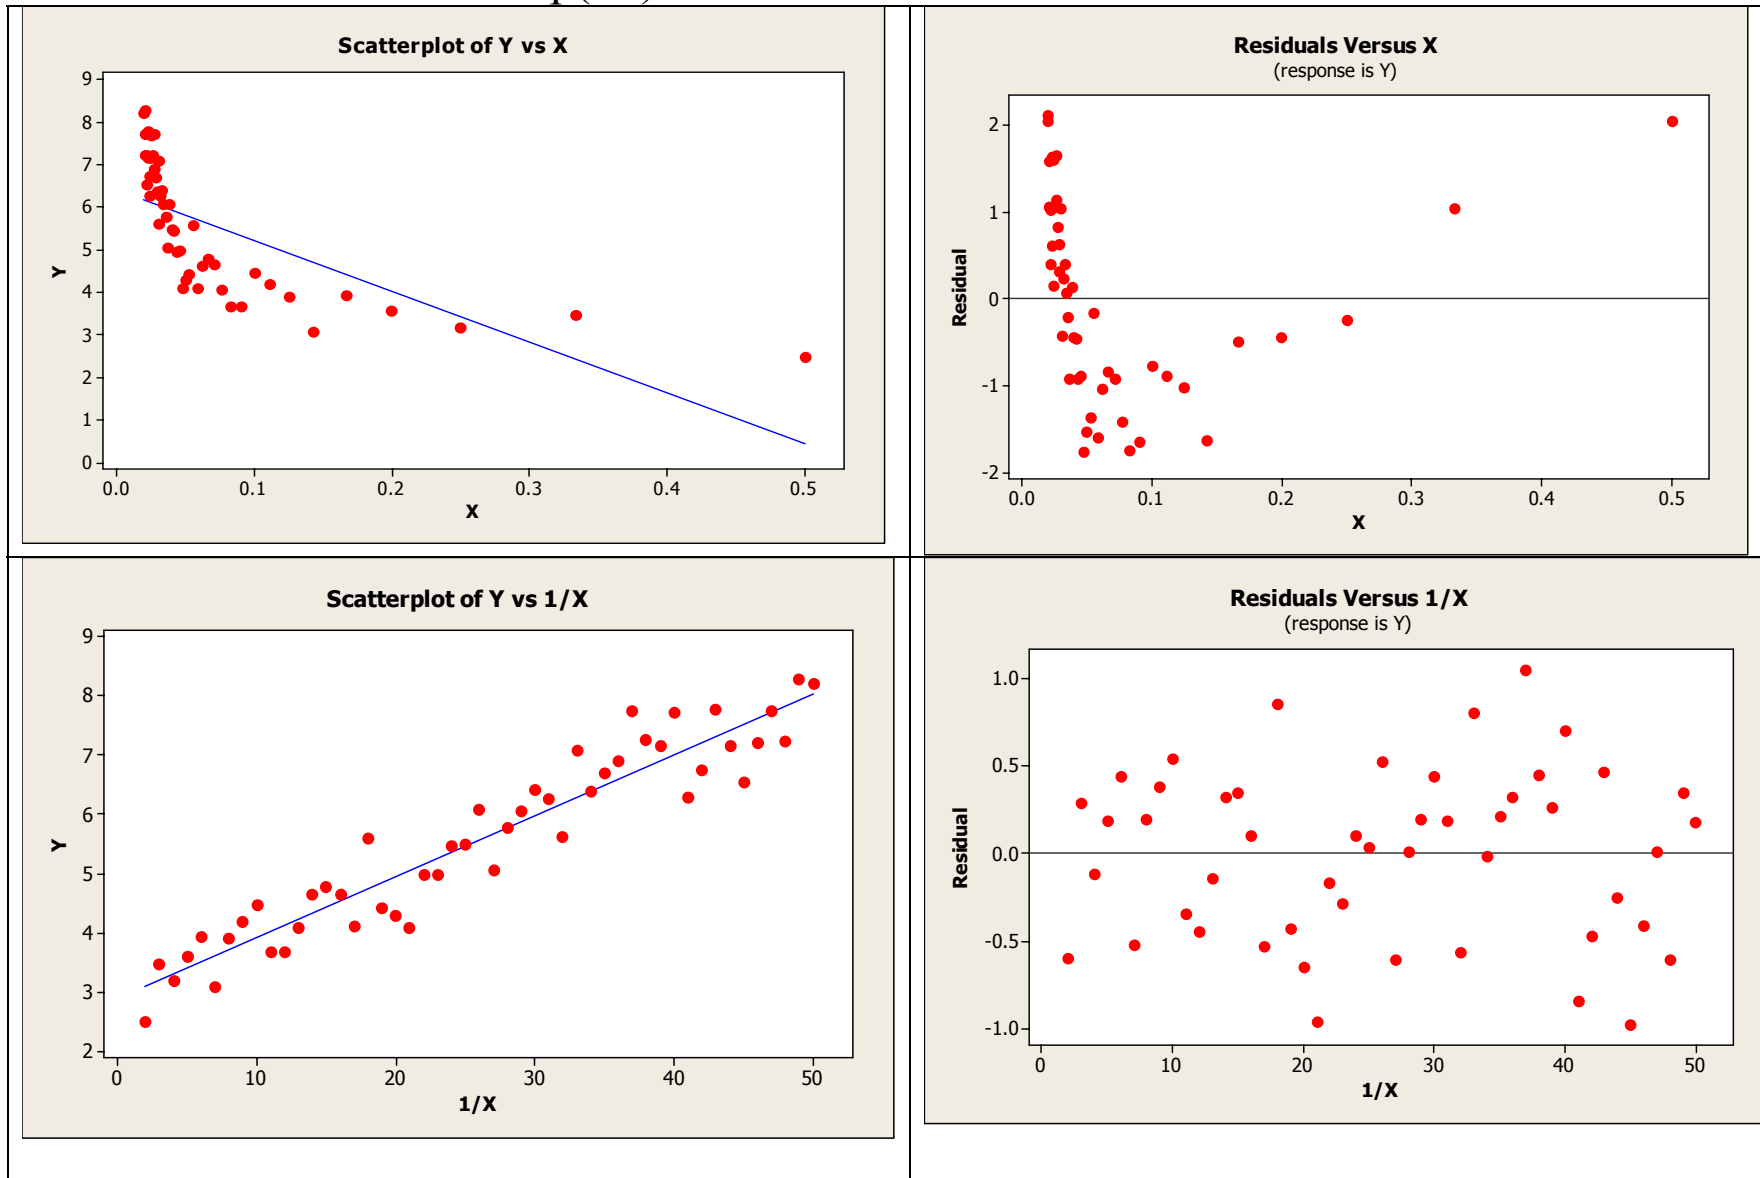 Scatterplot of Y vs X
9
8
7
6
5
4
3
2
1
0
Y
0.0 0.1 0.2 0.3 0.4 0.5
X
Residuals Versus X
(response is Y)
2
1
0
-1
-2
Residual
0.0 0.1 0.2 0.3 0.4 0.5
X
Scatterplot of Y vs 1/X
9
8
7
6
5
4
3
2
Y
0 10 20 30 40 50
1/X
Residuals Versus 1/X
(response is Y)
1.0
0.5
0.0
-0.5
-1.0
Residual
0 10 20 30 40 50
1/X